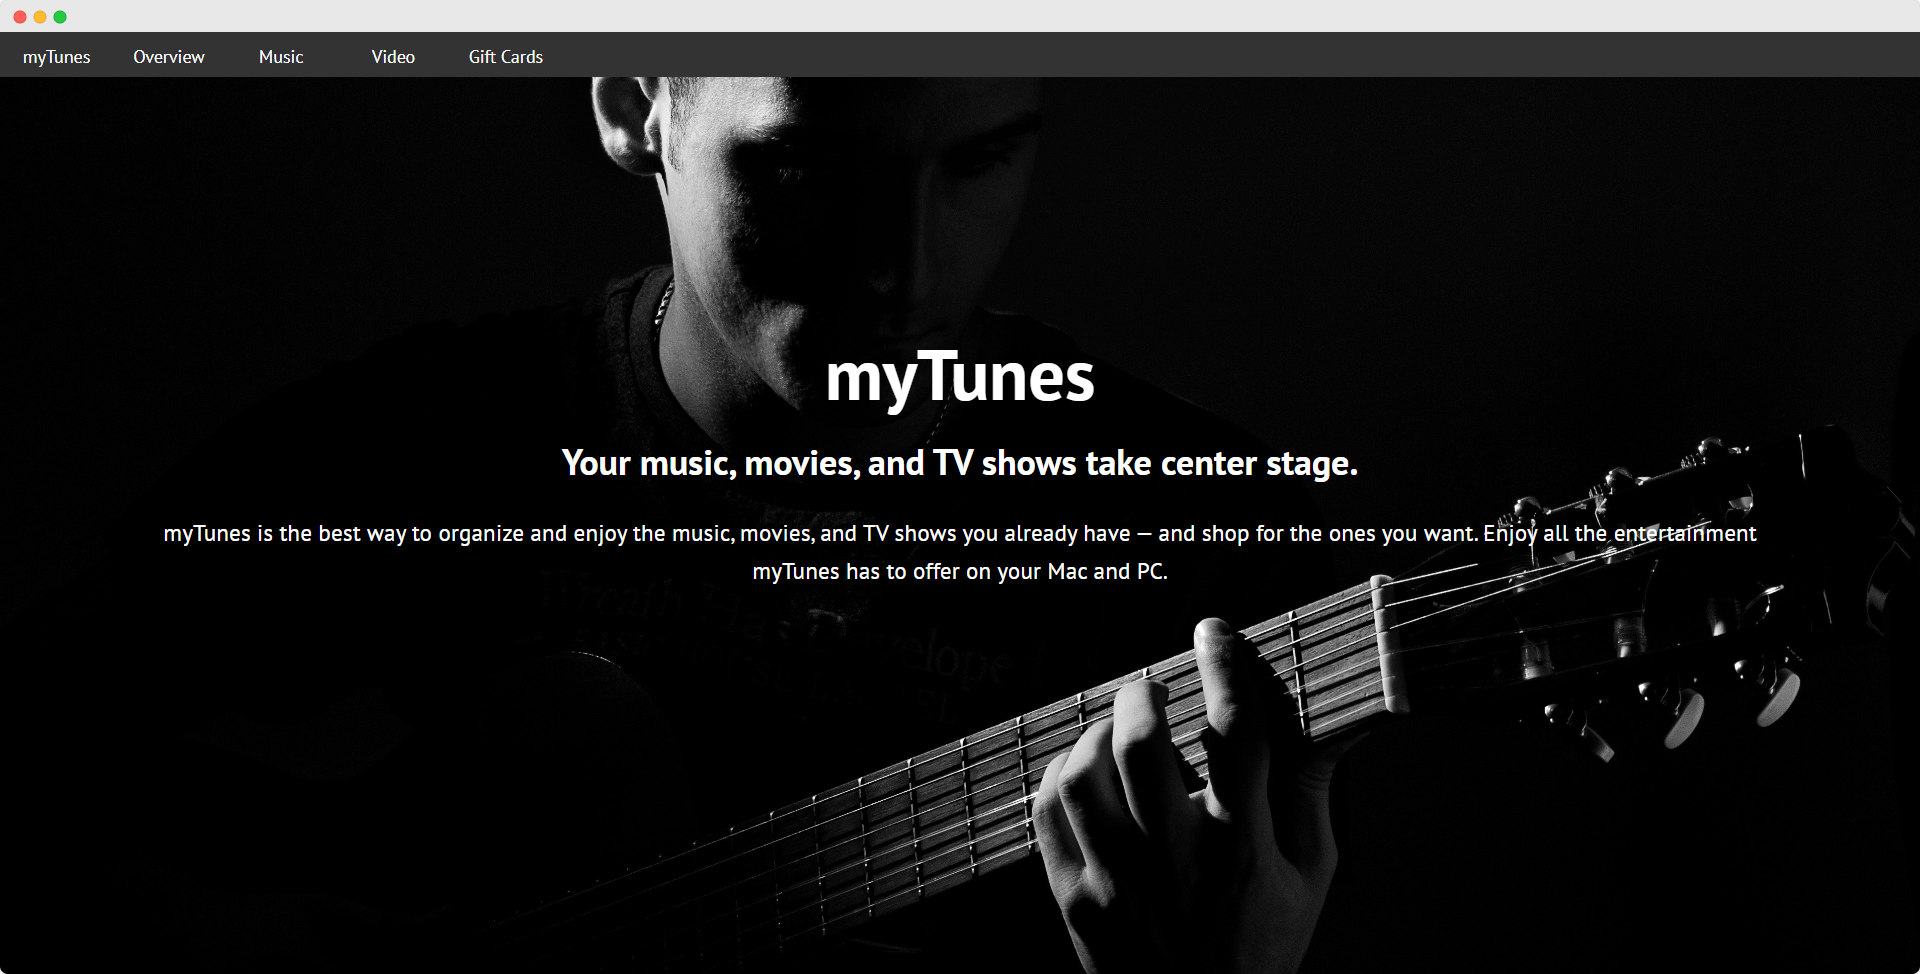 myTunes Overview Music Video Gift Cards
myTunes
Your music, movies, and TV shows take center stage.
myTunes is the best way to organize and enjoy the music, movies, and TV shows you already have — and shop for the ones you want. Enjoy all the entertainment
myTunes has to offer on your Mac and PC.